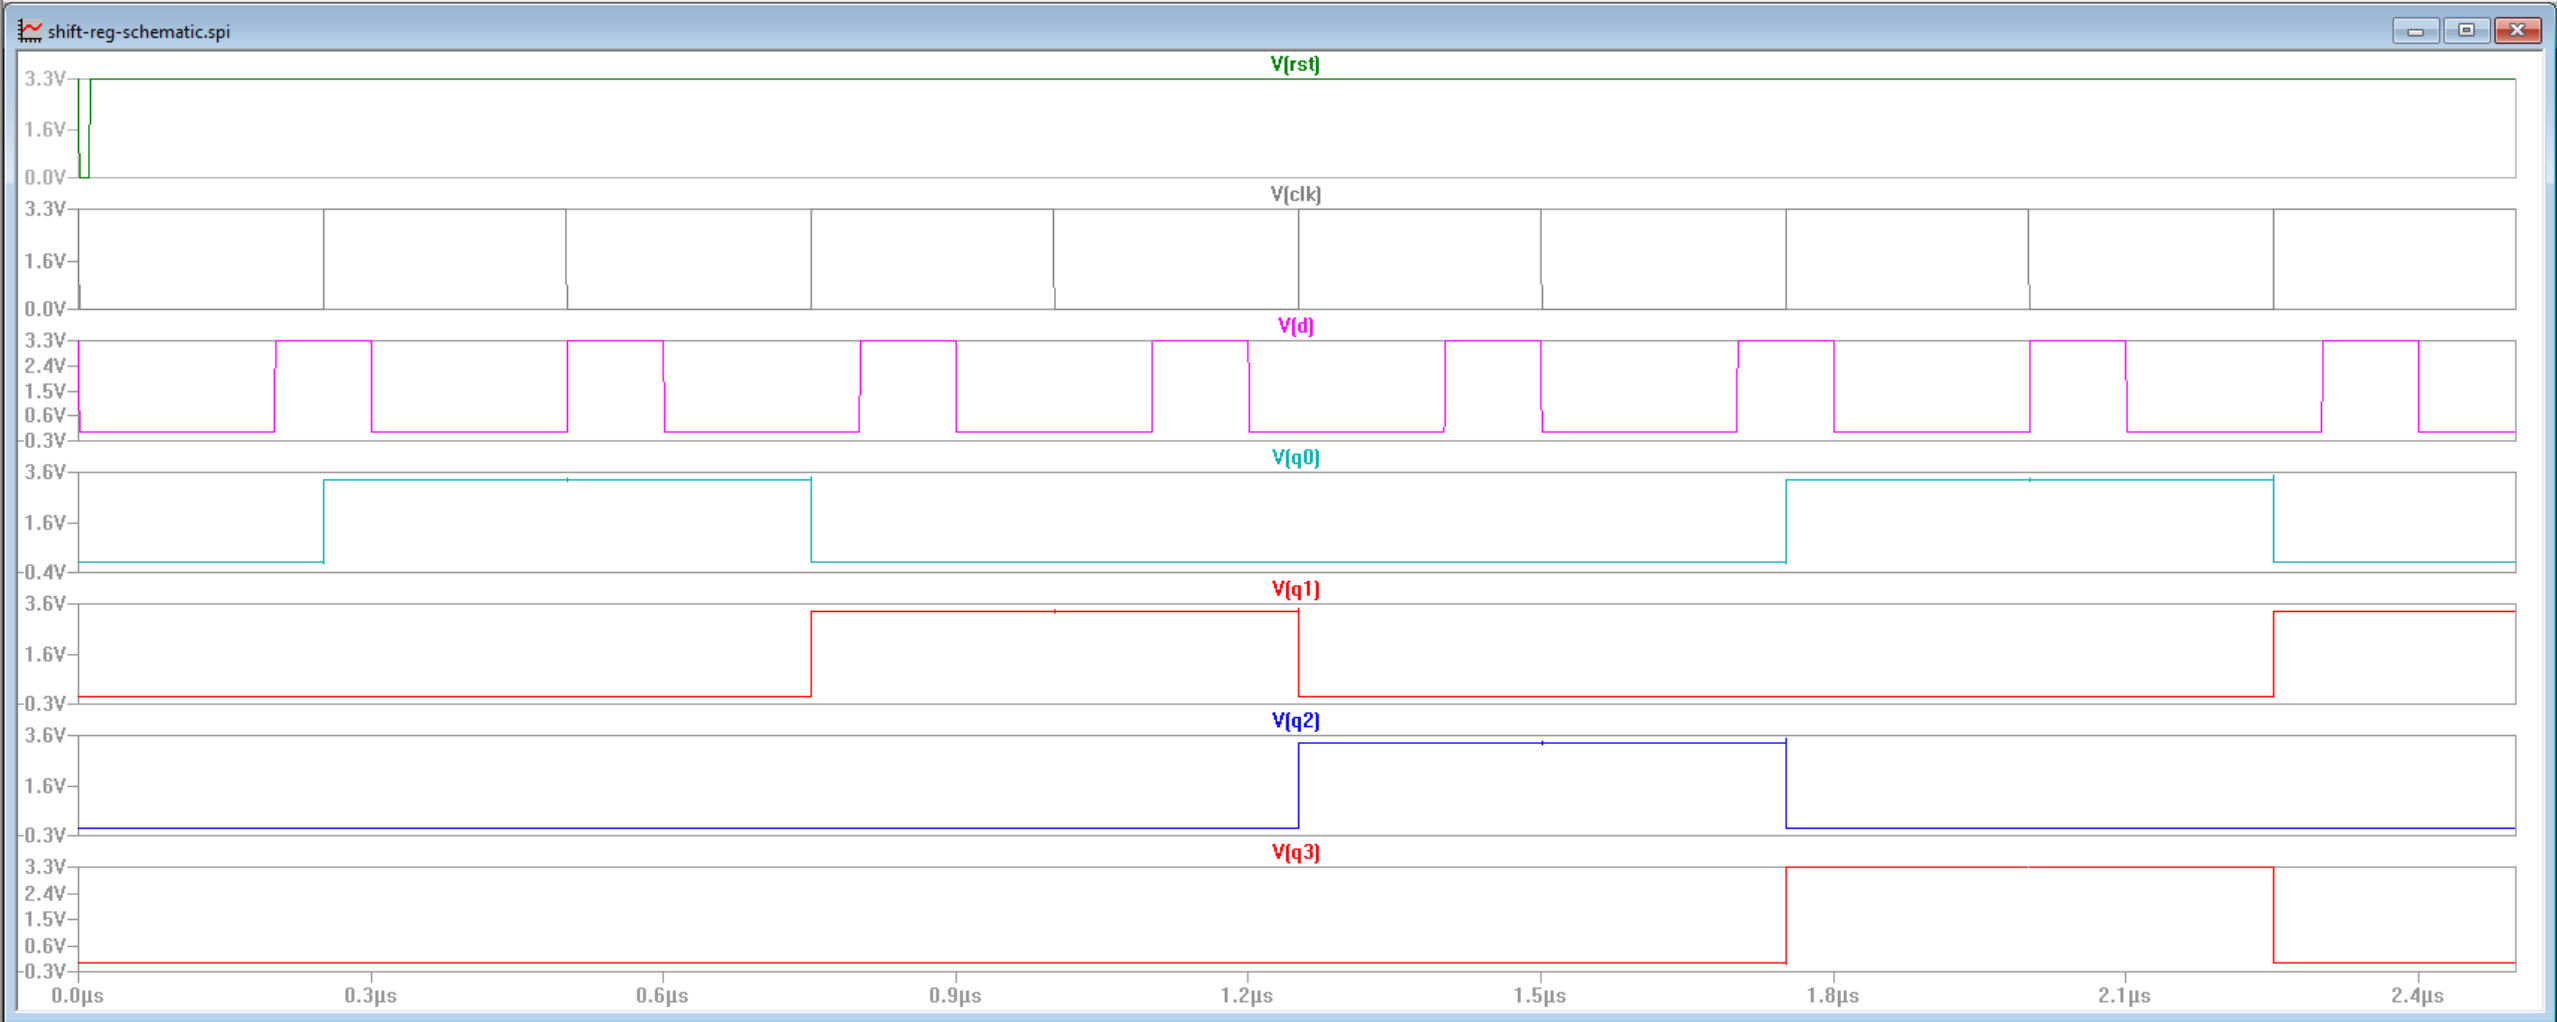 shift-reg-schematic.spi
V(rst)
3.3V
1.6V
0.0V
V(clk)
3.3V
1.6V
0.0V
V(d)
3.3V
2.4V
1.5V
0.6V
-0.3V
V(q0)
3.6V
1.6V
-0.4V
V(q1)
3.6V
1.6V
-0.3V
V(q2)
3.6V
1.6V
-0.3V
V(q3)
3.3V
2.4V
1.5V
0.6V
-0.3V
0.0µs 0.3µs 0.6µs 0.9µs 1.2µs 1.5µs 1.8µs 2.1µs 2.4µs